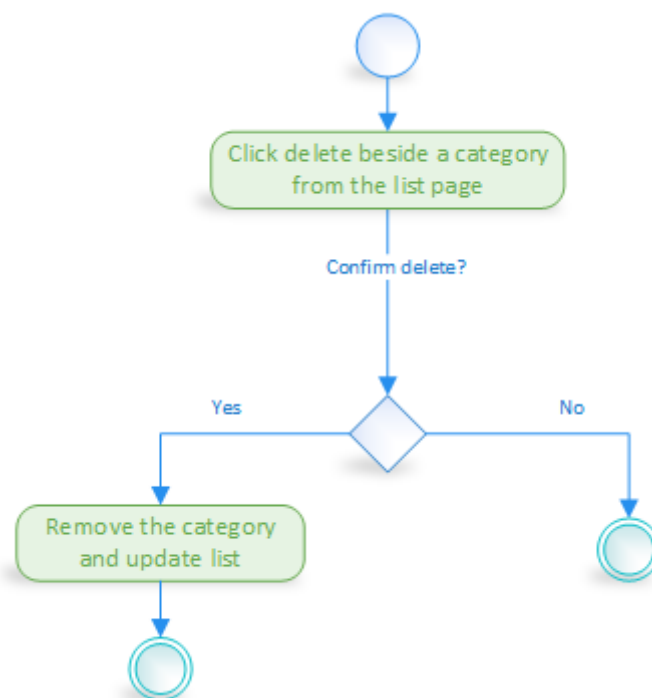 Click delete beside a category
from the list page
Confirm delete?
Yes
No
Remove the category
and update list